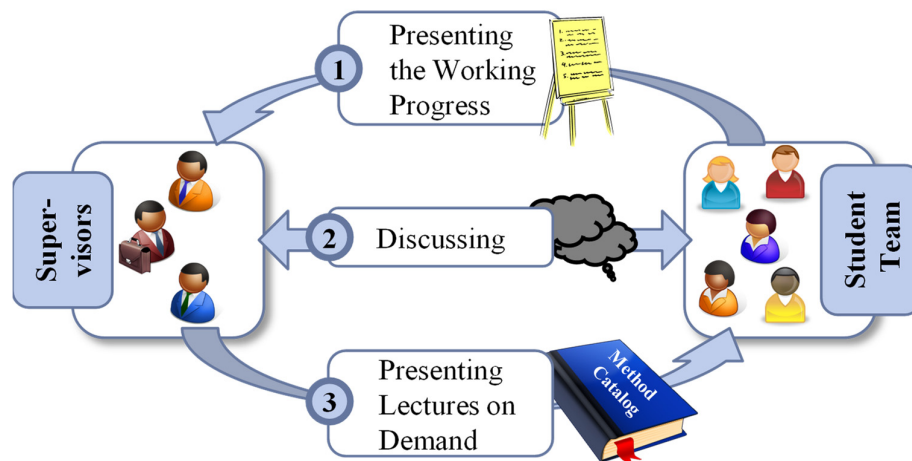 1
Presenting
the Working
Progress
Super-
visors
2
Discussing
Student
Team
3
Presenting
Lectures on
Demand
Method
Catalog